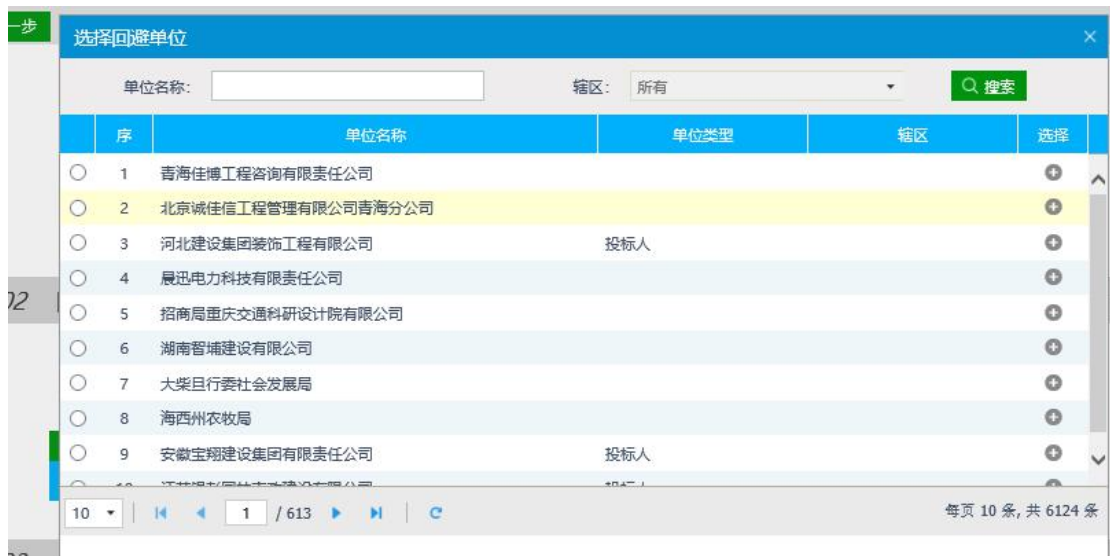 一步
选择回避单位
单位名称: 辖区: 所有 搜索
序 单位名称 单位类型 辖区 选择
1 青海佳博工程咨询有限责任公司
2 北京诚佳信工程管理有限公司青海分公司
3 河北建设集团装饰工程有限公司 投标人
4 晨迅电力科技有限责任公司
5 招商局重庆交通科研设计院有限公司
6 湖南智埔建设有限公司
7 大柴旦行委社会发展局
8 海西州农牧局
9 安徽宝翔建设集团有限责任公司 投标人
10 1 / 613 每页 10 条, 共 6124 条